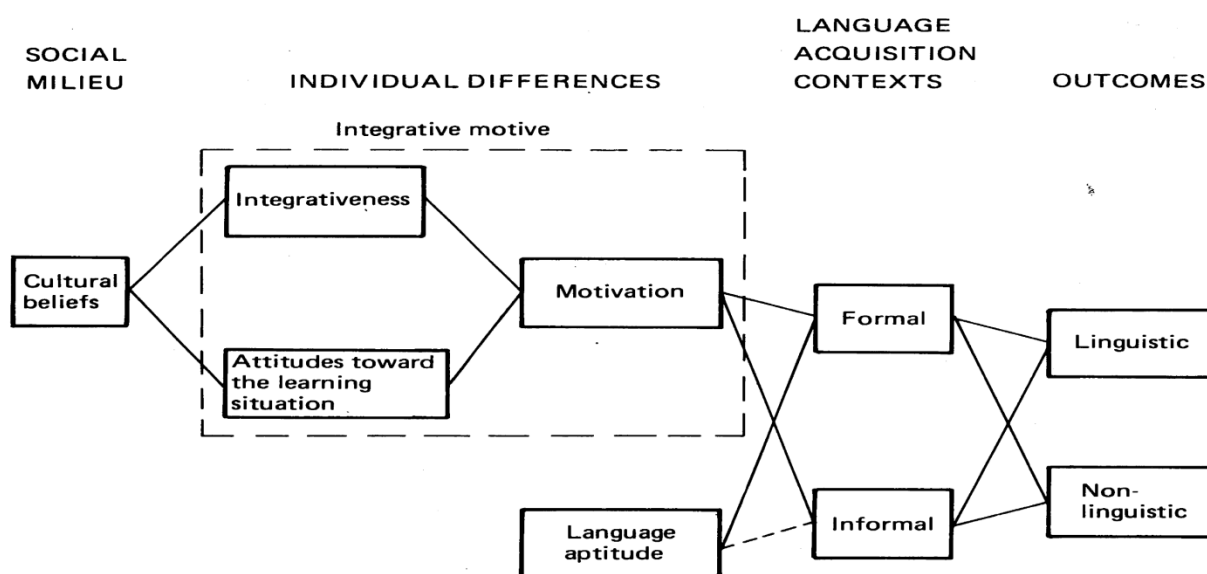 SOCIAL
MILIEU
INDIVIDUAL DIFFERENCES
LANGUAGE
ACQUISITION
CONTEXTS
OUTCOMES
Integrative motive
Integrativeness
Cultural
beliefs
Attitudes toward
the learning
situation
Motivation
Language
aptitude
Formal
Informal
Linguistic
Non-
linguistic